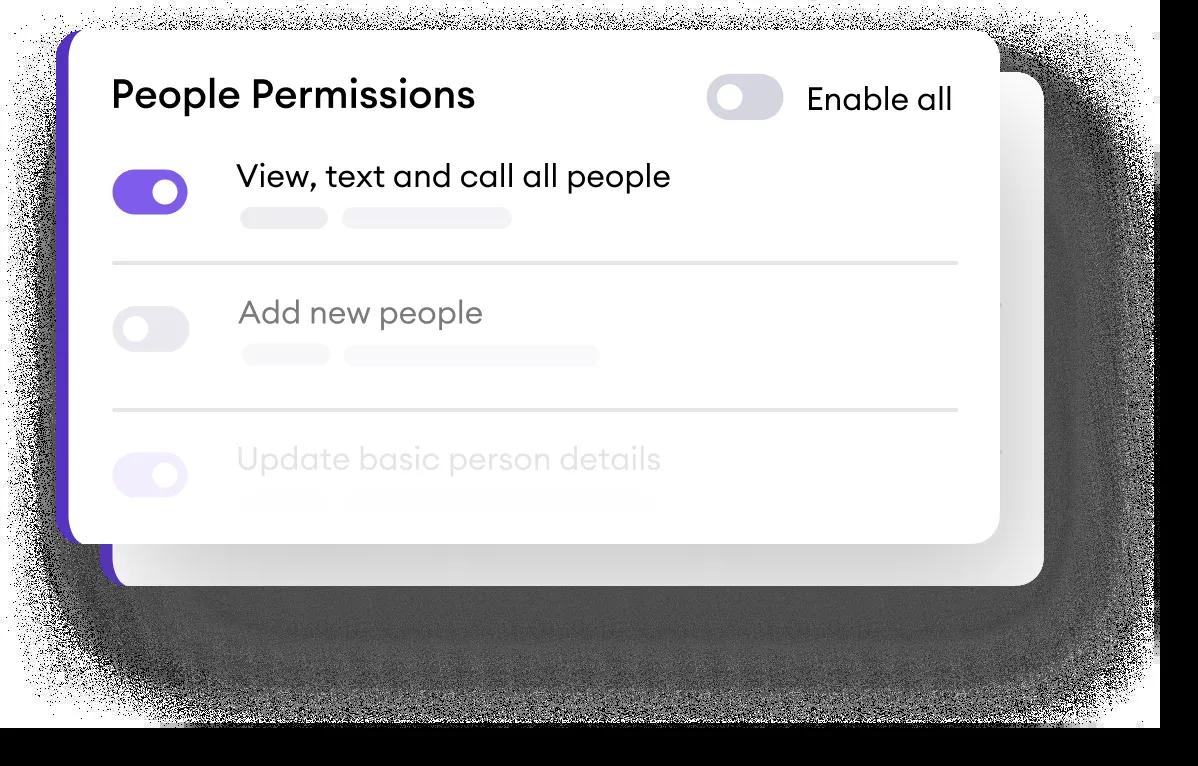 People Permissions
Enable all
View, text and call all people
Add new people
Update basic person details